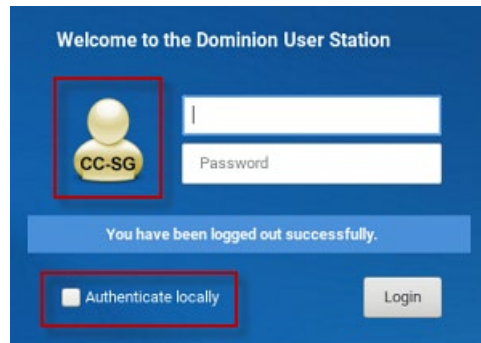 Welcome to the Dominion User Station
CC-SG
Password
You have been logged out successfully.
Authenticate locally
Login